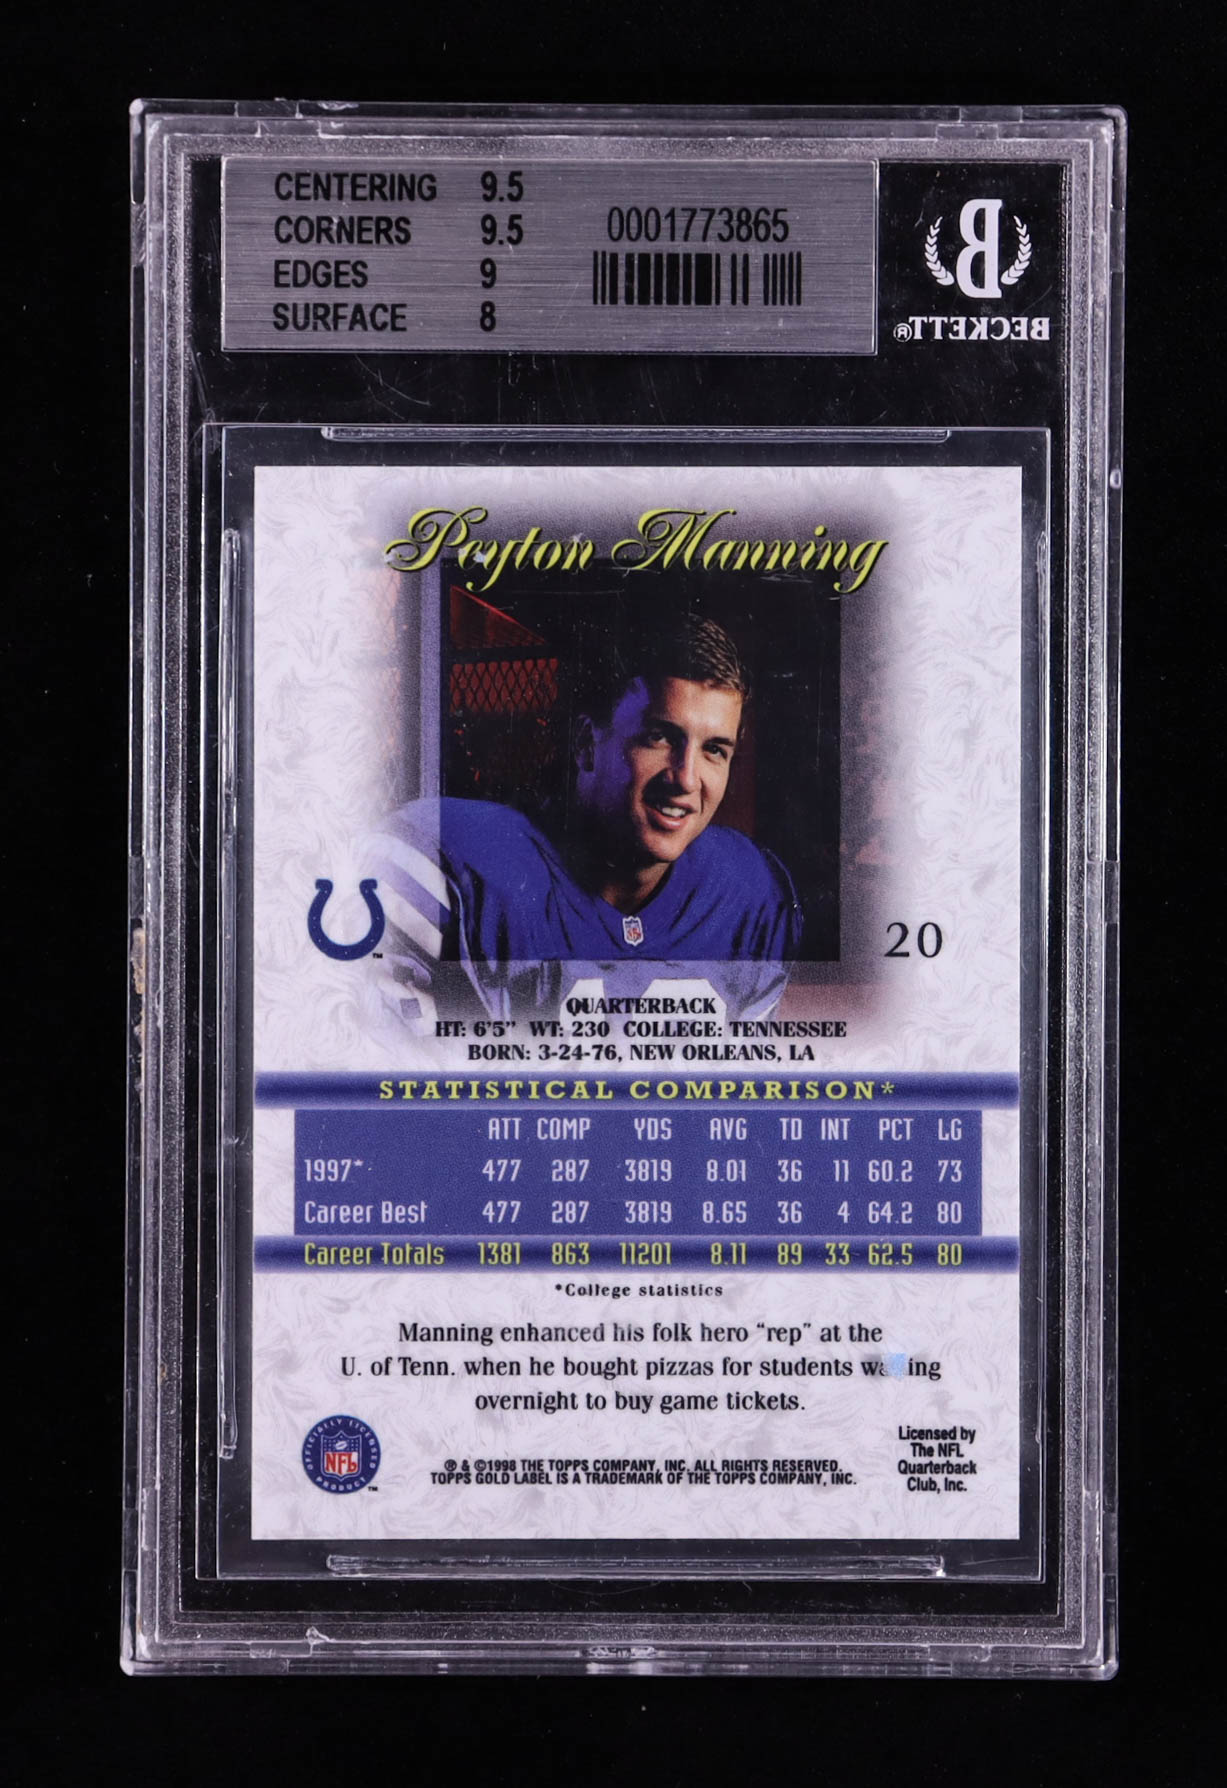 CENTERING 9.5
CORNERS 9.5
EDGES 9
SURFACE 8
0001773865
B
BECKETT®
Peyton Manning
20
™
QUARTERBACK
HT: 6'5" WT: 230 COLLEGE: TENNESSEE
BORN: 3-24-76, NEW ORLEANS, LA
STATISTICAL COMPARISON*
ATT COMP YDS AVG TD INT PCT LG
1997* 477 287 3819 8.01 36 11 60.2 73
Career Best 477 287 3819 8.65 36 4 64.2 80
Career Totals 1381 863 11201 8.11 89 33 62.5 80
*College statistics
Manning enhanced his folk hero “rep” at the
U. of Tenn. when he bought pizzas for students
overnight to buy game tickets.
OFFICIALLY LICENSED
NFL
PRODUCT
™
℗ & ©1998 THE TOPPS COMPANY, INC. ALL RIGHTS RESERVED.
TOPPS GOLD LABEL IS A TRADEMARK OF THE TOPPS COMPANY, INC.
Licensed by
The NFL
Quarterback
Club, Inc.